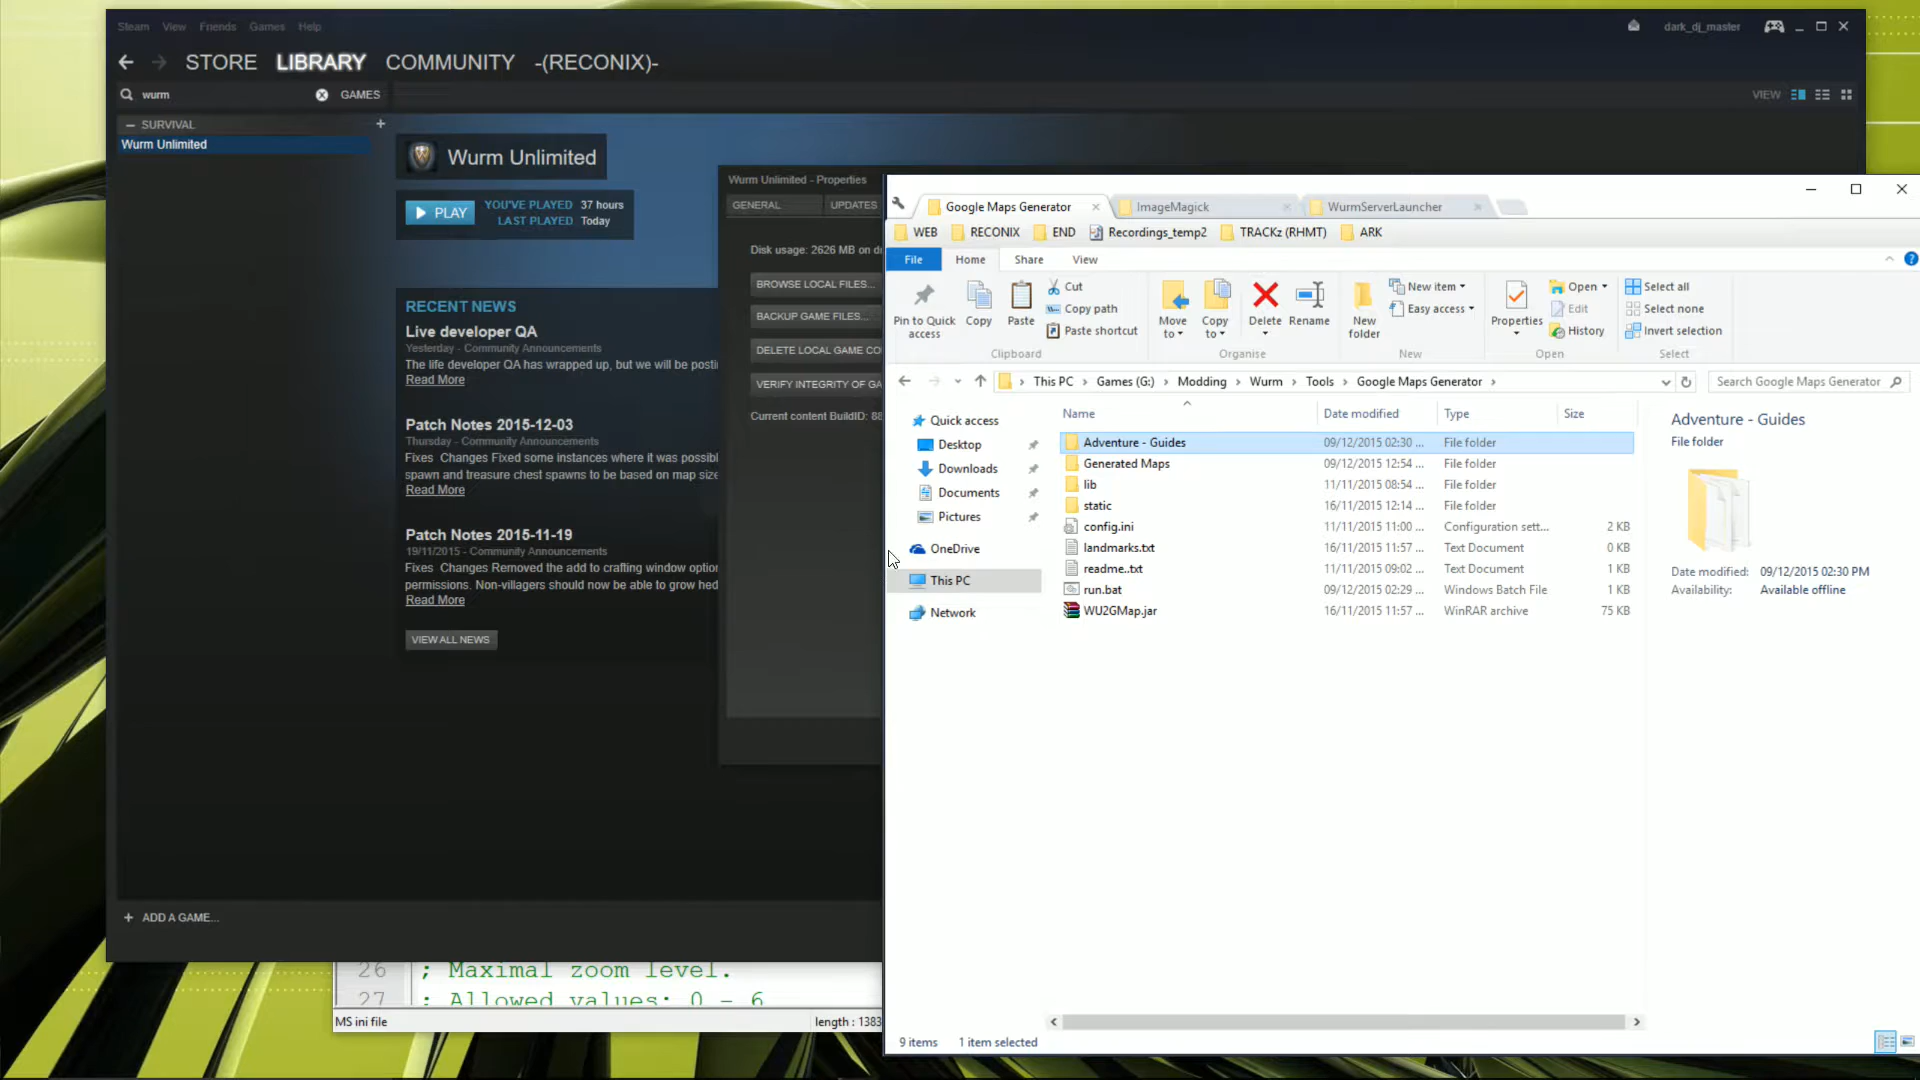 Steam View Friends Games Help
dark_dj_master
STORE LIBRARY COMMUNITY -(RECONIX)-
wurm GAMES
VIEW
SURVIVAL
Wurm Unlimited
Wurm Unlimited
PLAY
YOU'VE PLAYED 37 hours
LAST PLAYED Today
RECENT NEWS
Live developer QA
Yesterday - Community Announcements
The life developer QA has wrapped up, but we will be posti
Read More
Patch Notes 2015-12-03
Thursday - Community Announcements
Fixes Changes Fixed some instances where it was possibl
spawn and treasure chest spawns to be based on map size
Read More
Patch Notes 2015-11-19
19/11/2015 - Community Announcements
Fixes Changes Removed the add to crafting window option
permissions. Non-villagers should now be able to grow hed
Read More
VIEW ALL NEWS
+ ADD A GAME...
Wurm Unlimited - Properties
GENERAL UPDATES
Disk usage: 2626 MB on d
BROWSE LOCAL FILES...
BACKUP GAME FILES...
DELETE LOCAL GAME CO
VERIFY INTEGRITY OF GA
Current content BuildID: 88
26 ; Maximal zoom level.
27 ; Allowed values: 0 - 6
MS ini file length : 1383
Google Maps Generator ImageMagick WurmServerLauncher
WEB RECONIX END Recordings_temp2 TRACKz (RHMT) ARK
File Home Share View
Pin to Quick access
Copy
Paste
Cut
Copy path
Paste shortcut
Clipboard
Move to
Copy to
Delete
Rename
Organise
New folder
New item
Easy access
New
Properties
Open
Edit
History
Open
Select all
Select none
Invert selection
Select
This PC Games (G:) Modding Wurm Tools Google Maps Generator
Search Google Maps Generator
Quick access
Desktop
Downloads
Documents
Pictures
OneDrive
This PC
Network
Name Date modified Type Size
Adventure - Guides 09/12/2015 02:30 ... File folder
Generated Maps 09/12/2015 12:54 ... File folder
lib 11/11/2015 08:54 ... File folder
static 16/11/2015 12:14 ... File folder
config.ini 11/11/2015 11:00 ... Configuration sett... 2 KB
landmarks.txt 16/11/2015 11:57 ... Text Document 0 KB
readme..txt 11/11/2015 09:02 ... Text Document 1 KB
run.bat 09/12/2015 02:29 ... Windows Batch File 1 KB
WU2GMap.jar 16/11/2015 11:57 ... WinRAR archive 75 KB
Adventure - Guides
File folder
Date modified: 09/12/2015 02:30 PM
Availability: Available offline
9 items 1 item selected